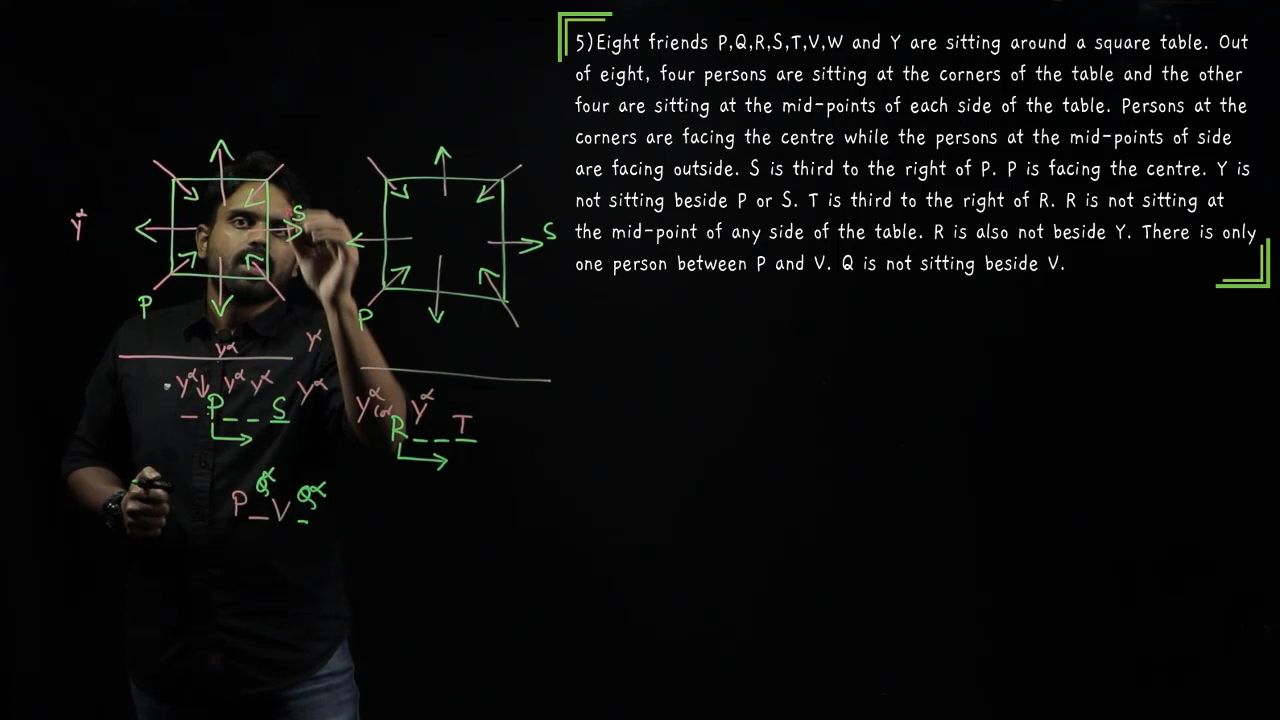 5)Eight friends P,Q,R,S,T,V,W and Y are sitting around a square table. Out
of eight, four persons are sitting at the corners of the table and the other
four are sitting at the mid-points of each side of the table. Persons at the
corners are facing the centre while the persons at the mid-points of side
are facing outside. S is third to the right of P. P is facing the centre. Y is
not sitting beside P or S. T is third to the right of R. R is not sitting at
the mid-point of any side of the table. R is also not beside Y. There is only
one person between P and V. Q is not sitting beside V.
S
S
Y
P
P
Y
Y
Y Y Y Y
P _ _ S
Y cor Y
R _ _ T
Q Q
P _ V _